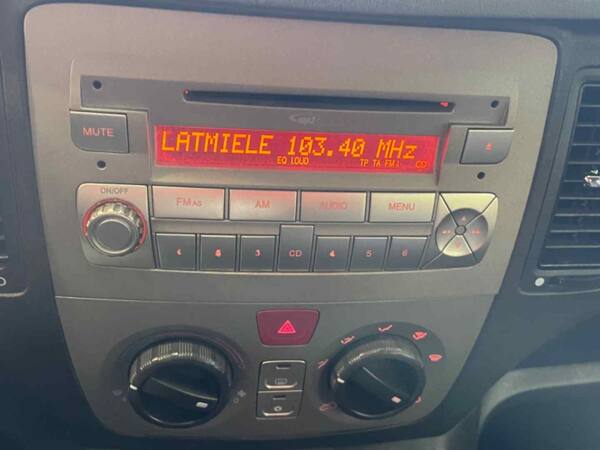 mp3
MUTE
LATMIELE 103.40 MHz
EQ LOUD TP TA FM1 CD
ON/OFF
FM AS AM AUDIO MENU
1 2 3 CD 4 5 6